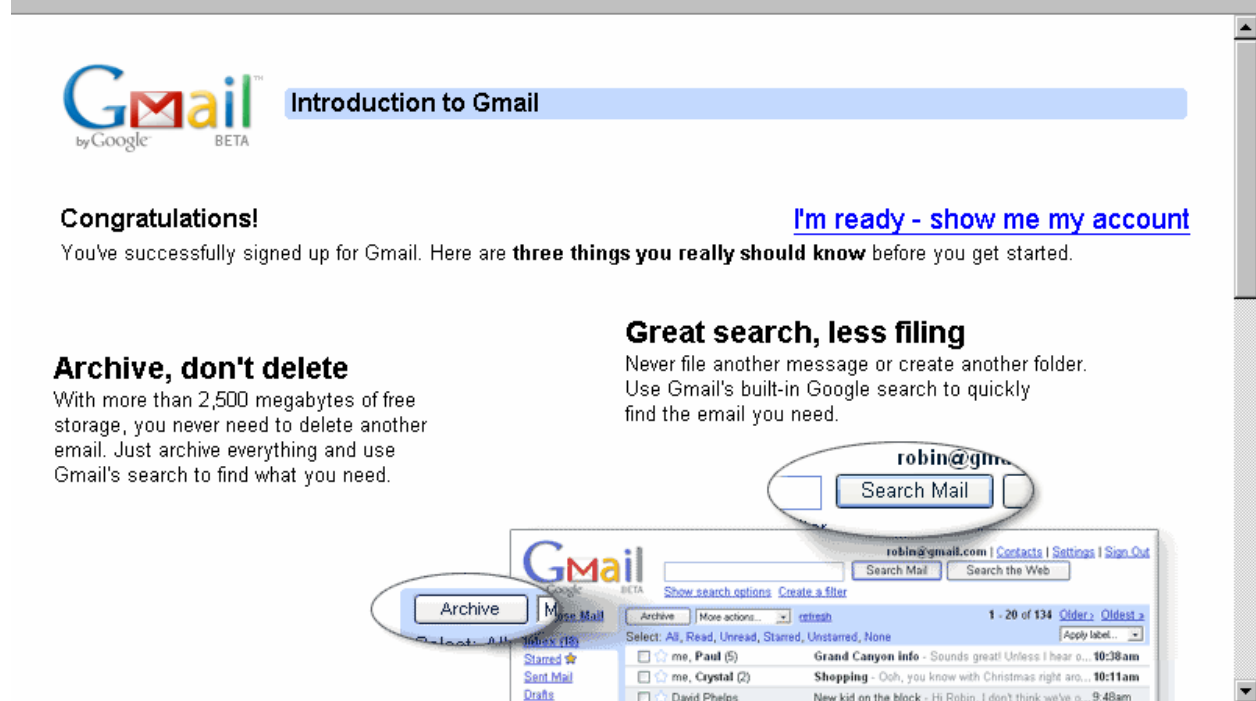 Gmail™
by Google BETA
Introduction to Gmail
Congratulations!
I'm ready - show me my account
You've successfully signed up for Gmail. Here are three things you really should know before you get started.
Archive, don't delete
With more than 2,500 megabytes of free
storage, you never need to delete another
email. Just archive everything and use
Gmail's search to find what you need.
Great search, less filing
Never file another message or create another folder.
Use Gmail's built-in Google search to quickly
find the email you need.
Search Mail
Gmail
Google BETA
robin@gmail.com | Contacts | Settings | Sign Out
Search Mail Search the Web
Show search options Create a filter
Archive
Archive More actions... refresh 1 - 20 of 134 Older › Oldest »
Select: All, Read, Unread, Starred, Unstarred, None Apply label...
Inbox (18)
Starred
Sent Mail
Drafts
me, Paul (5) Grand Canyon info - Sounds great! Unless I hear o... 10:38am
me, Crystal (2) Shopping - Ooh, you know with Christmas right aro... 10:11am
David Phelps New kid on the block - Hi Robin, I don't think we've o... 9:48am